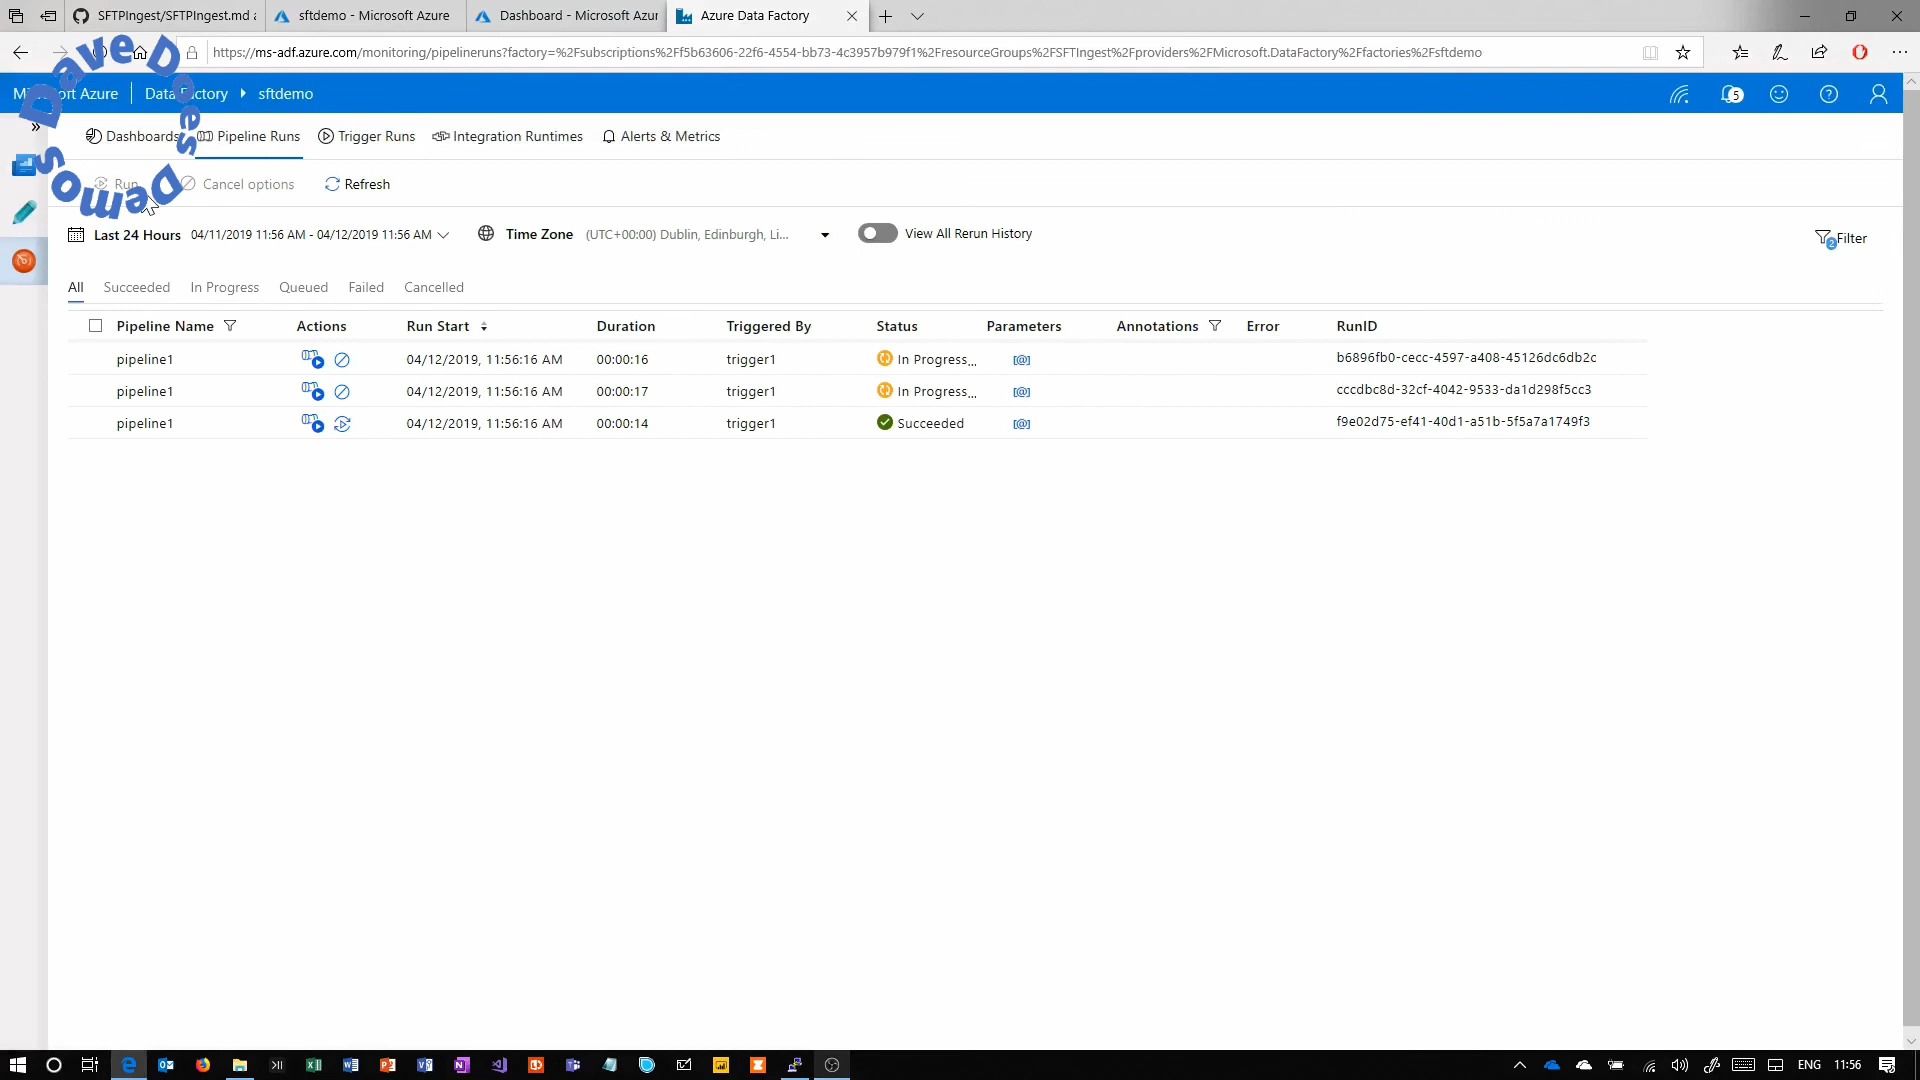 SFTPIngest/SFTPIngest.md a
sftdemo - Microsoft Azure
Dashboard - Microsoft Azur
Azure Data Factory
https://ms-adf.azure.com/monitoring/pipelineruns?factory=%2Fsubscriptions%2Ff5b63606-22f6-4554-bb73-4c3957b979f1%2FresourceGroups%2FSFTIngest%2Fproviders%2FMicrosoft.DataFactory%2Ffactories%2Fsftdemo
Dave Does Demos
Microsoft Azure Data Factory sftdemo
5
Dashboards Pipeline Runs Trigger Runs Integration Runtimes Alerts & Metrics
Run Cancel options Refresh
Last 24 Hours 04/11/2019 11:56 AM - 04/12/2019 11:56 AM Time Zone (UTC+00:00) Dublin, Edinburgh, Li... View All Rerun History 2 Filter
All Succeeded In Progress Queued Failed Cancelled
Pipeline Name Actions Run Start Duration Triggered By Status Parameters Annotations Error RunID
pipeline1 04/12/2019, 11:56:16 AM 00:00:16 trigger1 In Progress... [@] b6896fb0-cecc-4597-a408-45126dc6db2c
pipeline1 04/12/2019, 11:56:16 AM 00:00:17 trigger1 In Progress... [@] cccdbc8d-32cf-4042-9533-da1d298f5cc3
pipeline1 04/12/2019, 11:56:16 AM 00:00:14 trigger1 Succeeded [@] f9e02d75-ef41-40d1-a51b-5f5a7a1749f3
ENG 11:56